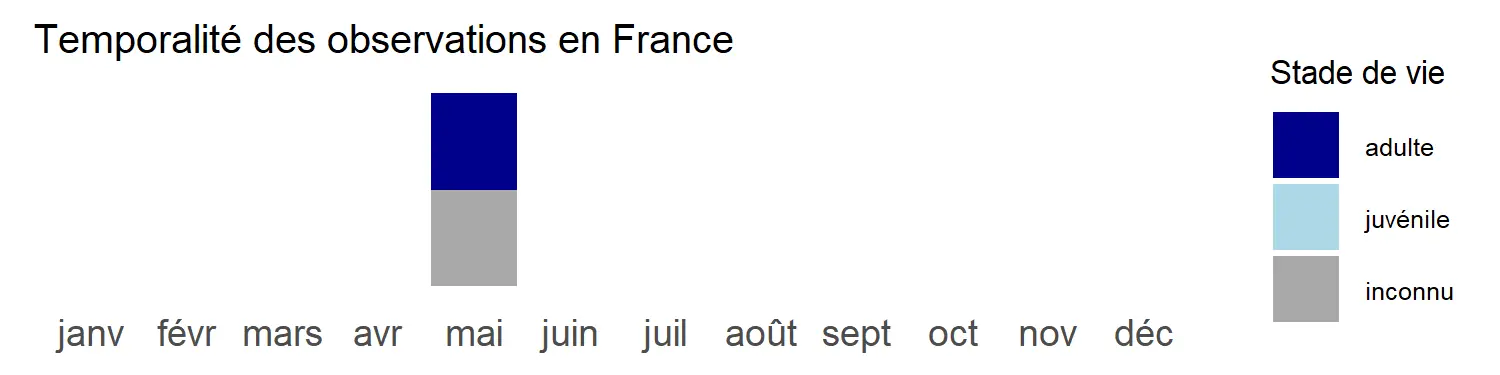 Temporalité des observations en France
Stade de vie
adulte
juvénile
inconnu
janv févr mars avr mai juin juil août sept oct nov déc